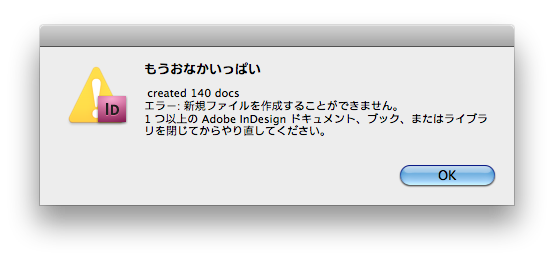 もうおなかいっぱい
created 140 docs
エラー: 新規ファイルを作成することができません。
1 つ以上の Adobe InDesign ドキュメント、ブック、またはライブラ
リを閉じてからやり直してください。
ID
OK